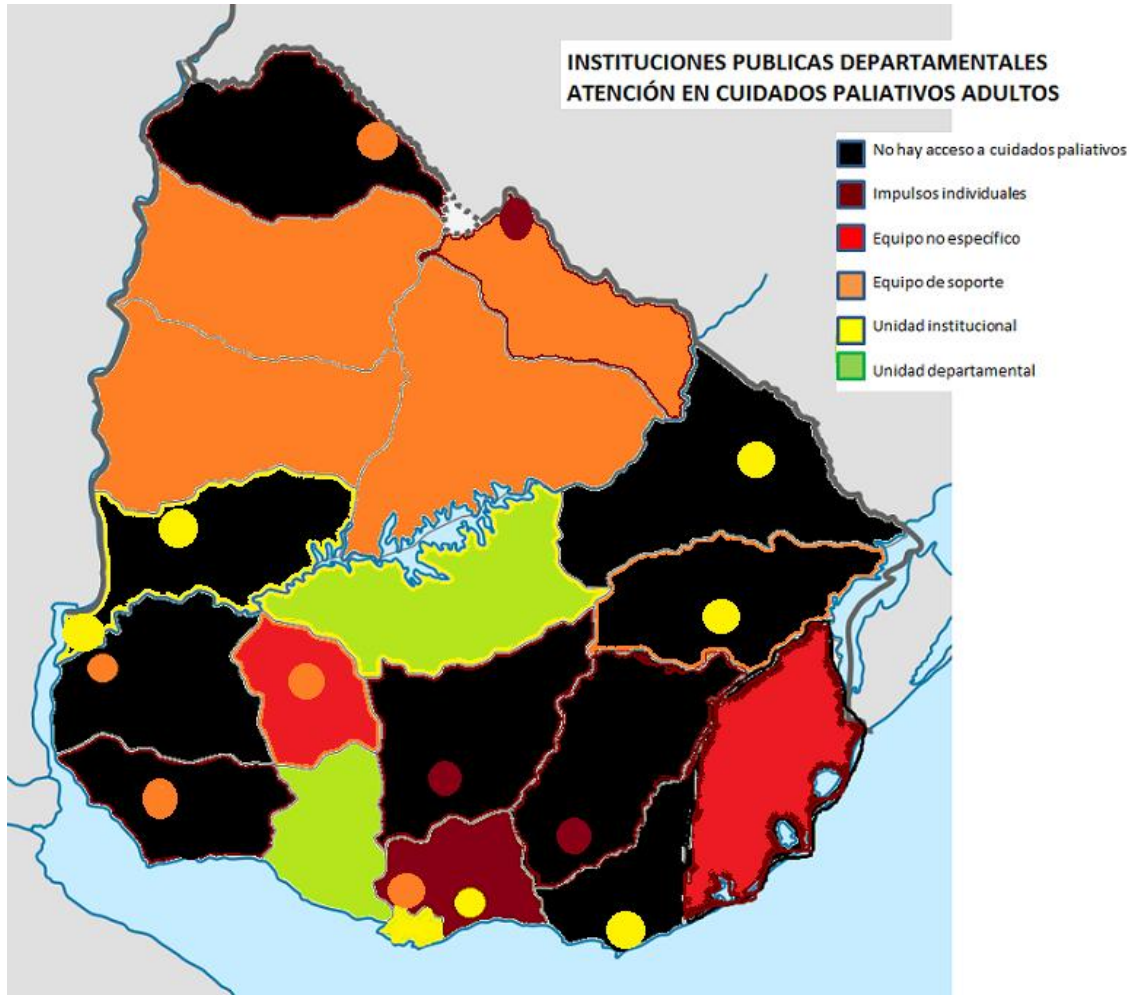 INSTITUCIONES PUBLICAS DEPARTAMENTALES
ATENCIÓN EN CUIDADOS PALIATIVOS ADULTOS
No hay acceso a cuidados paliativos
Impulsos individuales
Equipo no específico
Equipo de soporte
Unidad institucional
Unidad departamental